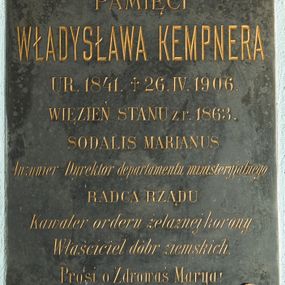 PAMIĘCI
WŁADYSŁAWA KEMPNERA
UR. 1841. † 26. IV. 1906.
WIĘZIEŃ STANU z r. 1863.
SODALIS MARIANUS
Inżynier Dyrektor departamentu ministeryjalnego
RADCA RZĄDU
Kawaler orderu żelaznej korony
Właściciel dóbr ziemskich.
Prosi o Zdrowaś Marya!